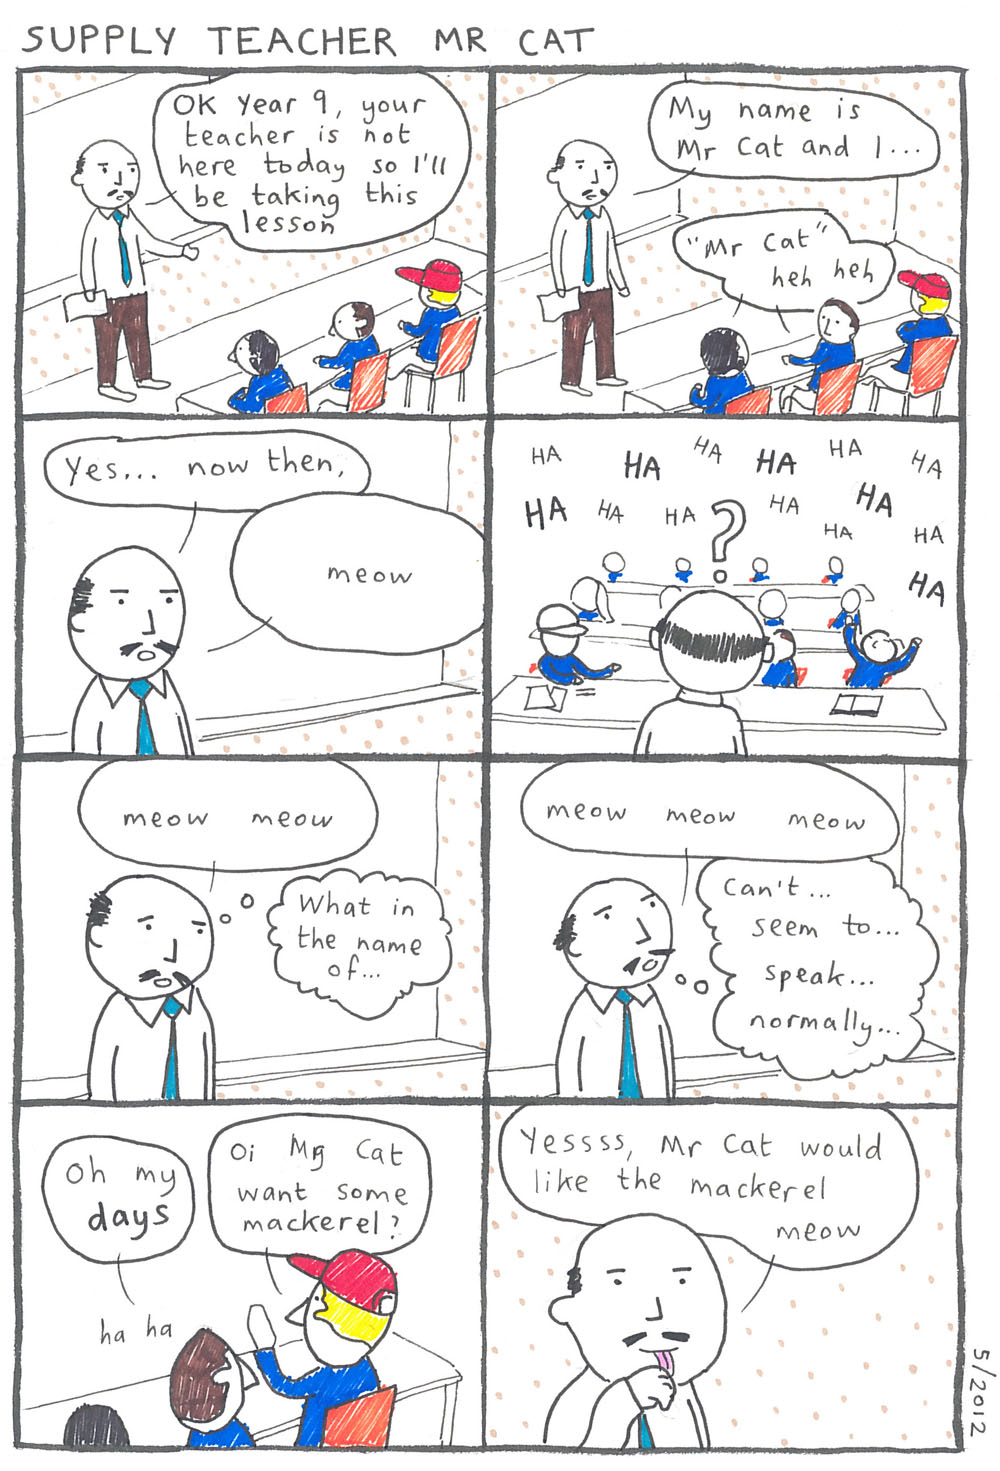 SUPPLY TEACHER MR CAT
OK Year 9, your
teacher is not
here today so I'll
be taking this
lesson
My name is
Mr Cat and I...
"Mr Cat"
heh heh
Yes... now then,
meow
HA HA HA HA HA HA
HA HA HA HA HA
HA HA
HA
?
meow meow
What in
the name
of...
meow meow meow
Can't...
seem to...
speak...
normally...
Oh my
days
Oi Mr Cat
want some
mackerel?
ha ha
Yessss, Mr Cat would
like the mackerel
meow
5/2012